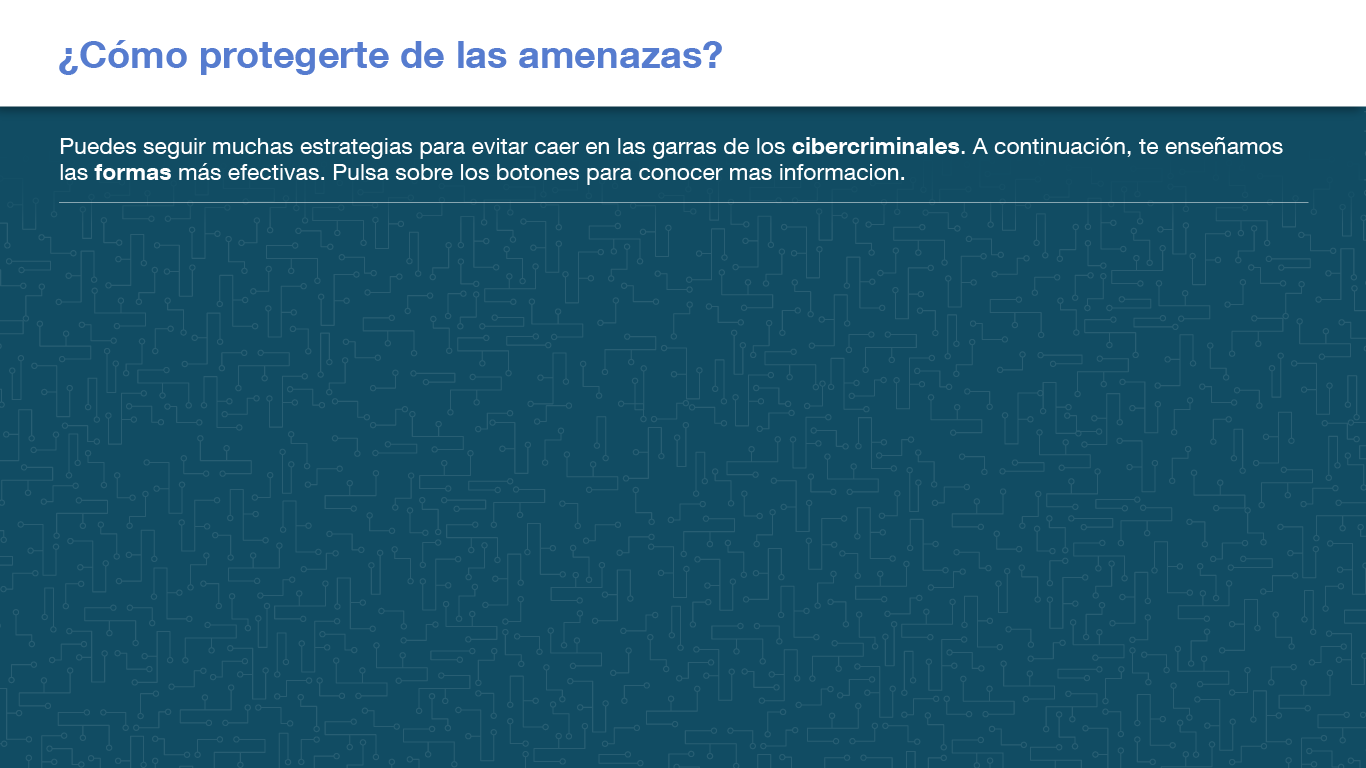 ¿Cómo protegerte de las amenazas?
Puedes seguir muchas estrategias para evitar caer en las garras de los cibercriminales. A continuación, te enseñamos
las formas más efectivas. Pulsa sobre los botones para conocer mas informacion.